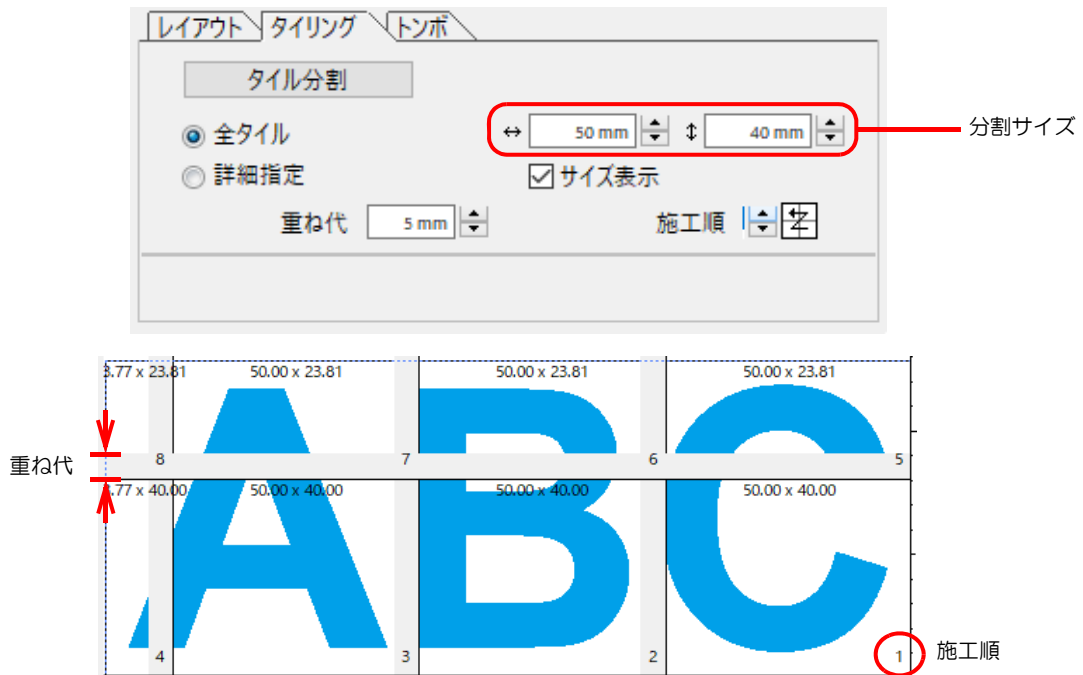 レイアウト タイリング トンボ
タイル分割
全タイル ↔ 50 mm ↕ 40 mm 分割サイズ
詳細指定 サイズ表示
重ね代 5 mm 施工順
3.77 x 23.81 50.00 x 23.81 50.00 x 23.81 50.00 x 23.81
ABC
重ね代 8 7 6 5
3.77 x 40.00 50.00 x 40.00 50.00 x 40.00 50.00 x 40.00
4 3 2 1 施工順